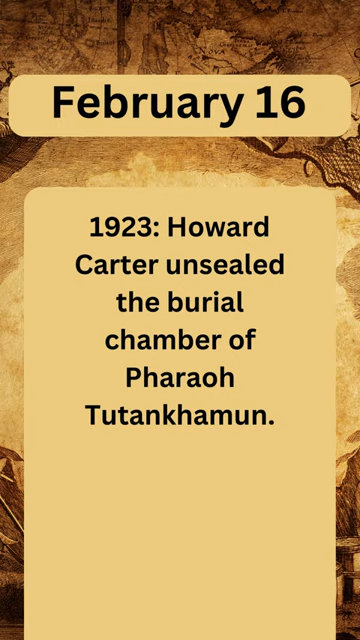 February 16
1923: Howard
Carter unsealed
the burial
chamber of
Pharaoh
Tutankhamun.